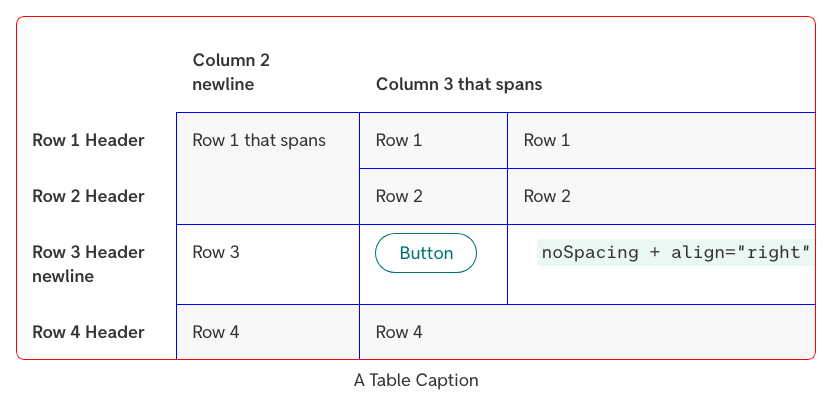 Column 2
newline
Column 3 that spans
Row 1 Header
Row 1 that spans
Row 1
Row 1
Row 2 Header
Row 2
Row 2
Row 3 Header
newline
Row 3
Button
noSpacing + align="right"
Row 4 Header
Row 4
Row 4
A Table Caption